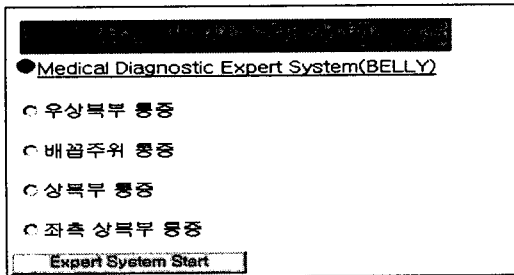 Medical Diagnostic Expert System(BELLY)
우상복부 통증
배꼽주위 통증
상복부 통증
좌측 상복부 통증
Expert System Start